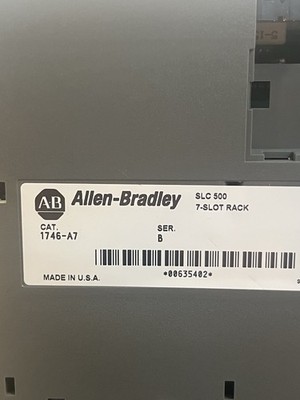 AB Allen-Bradley SLC 500
7-SLOT RACK
CAT. SER.
1746-A7 B
*00635402*
MADE IN U.S.A.